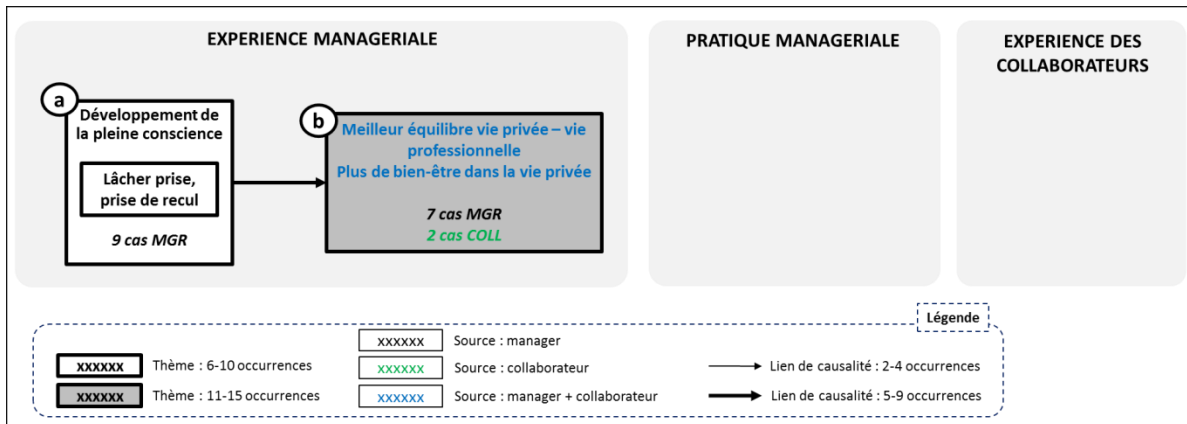 EXPERIENCE MANAGERIALE
PRATIQUE MANAGERIALE
EXPERIENCE DES
COLLABORATEURS
a
Développement de
la pleine conscience
Lâcher prise,
prise de recul
9 cas MGR
b
Meilleur équilibre vie privée – vie
professionnelle
Plus de bien-être dans la vie privée
7 cas MGR
2 cas COLL
Légende
xxxxxx Thème : 6-10 occurrences
xxxxxx Thème : 11-15 occurrences
xxxxxx Source : manager
xxxxxx Source : collaborateur
xxxxxx Source : manager + collaborateur
Lien de causalité : 2-4 occurrences
Lien de causalité : 5-9 occurrences